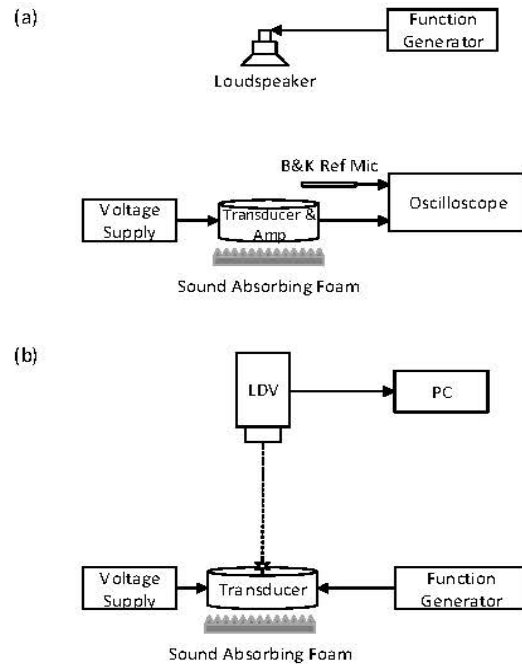 (a)
Function
Generator
Loudspeaker
B&K Ref Mic
Voltage
Supply
Transducer &
Amp
Oscilloscope
Sound Absorbing Foam
(b)
LDV
PC
Voltage
Supply
Transducer
Function
Generator
Sound Absorbing Foam